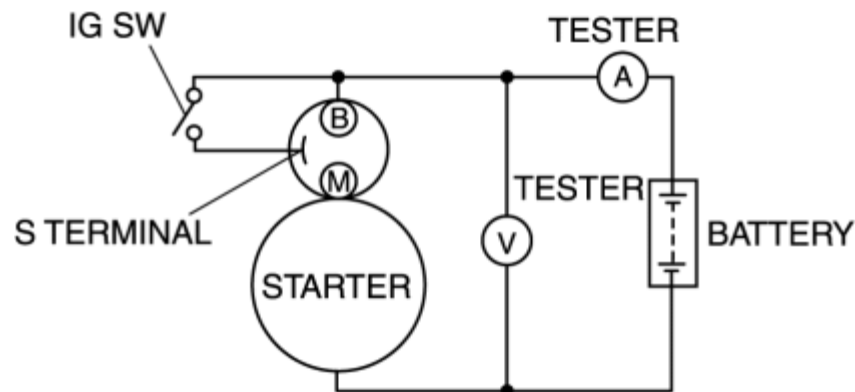 IG SW
TESTER
A
B
M
TESTER
S TERMINAL
V
BATTERY
STARTER